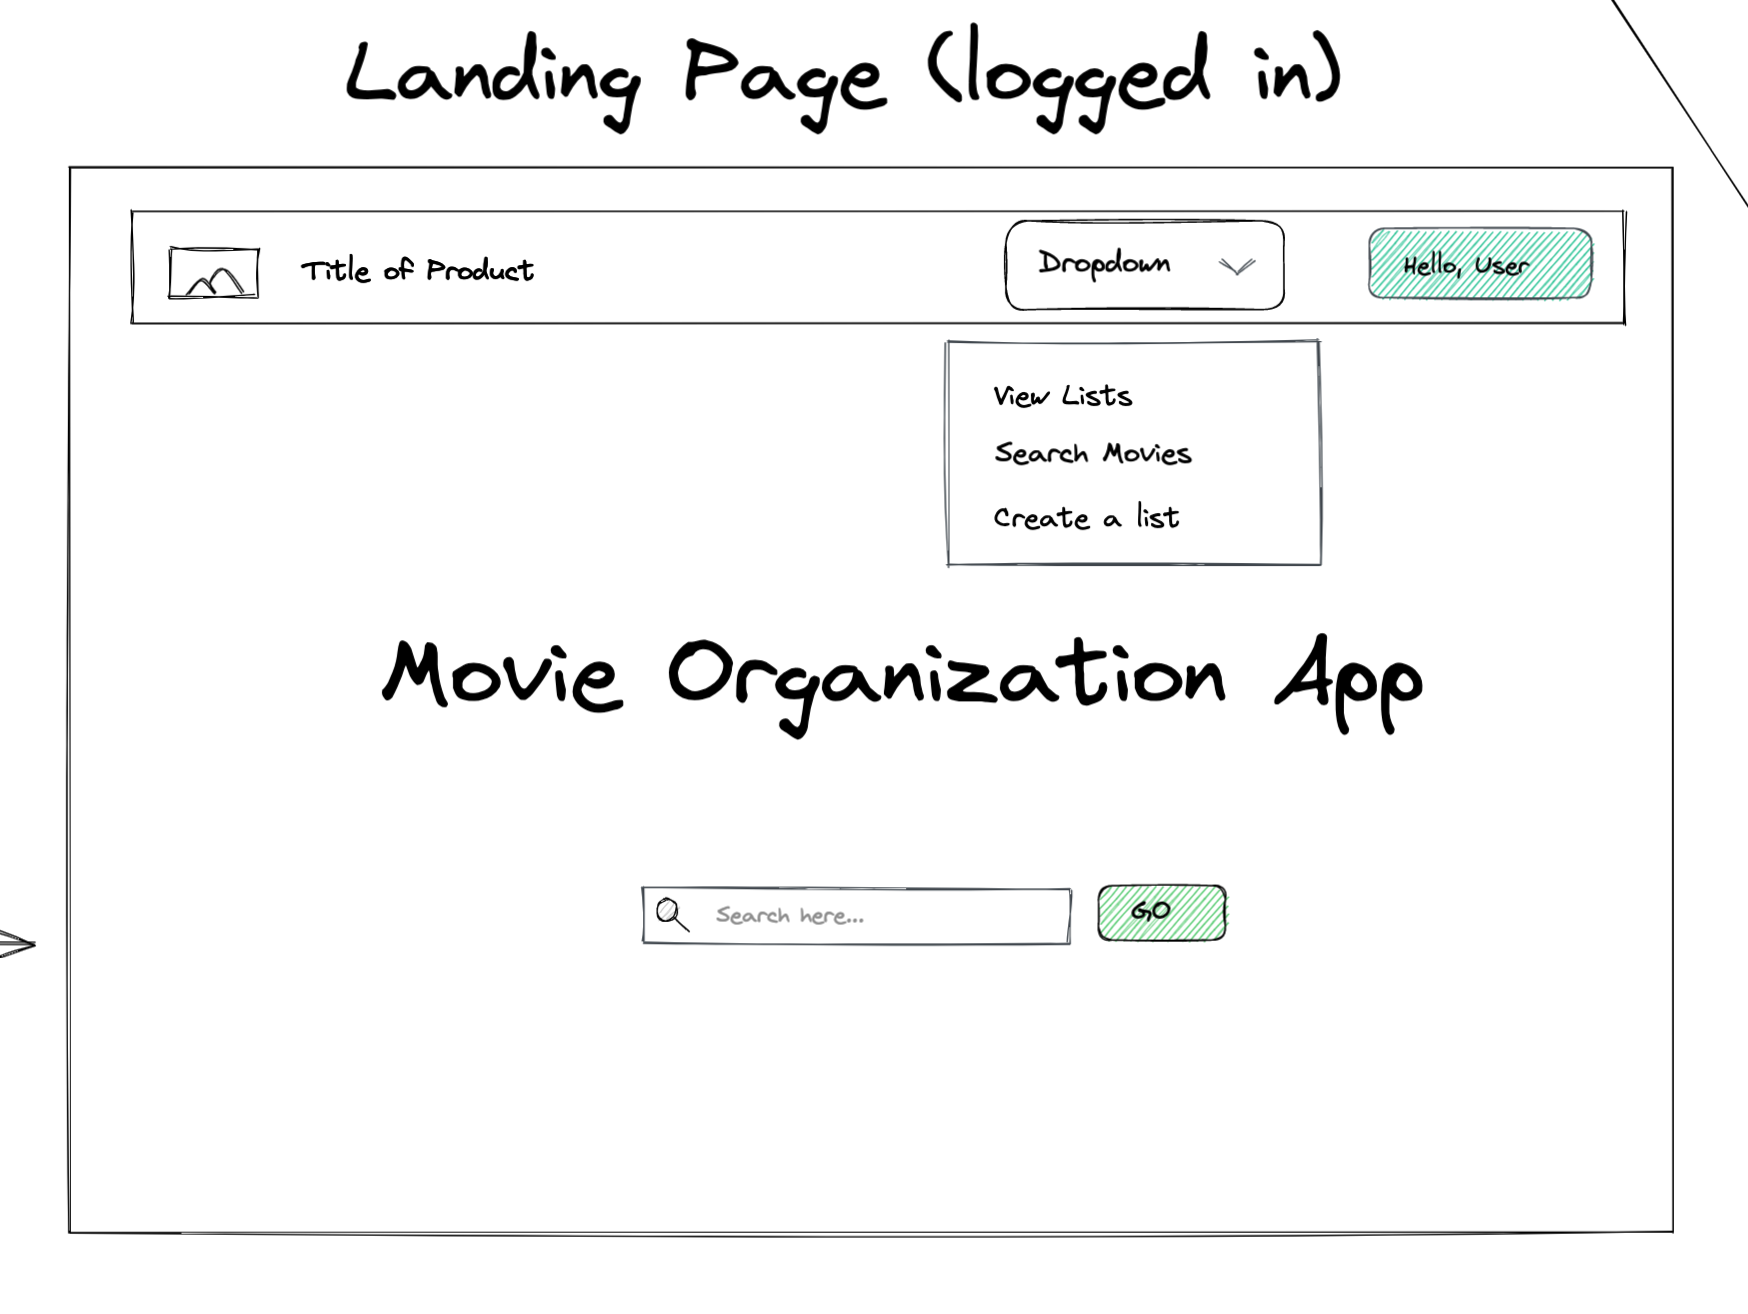 Landing Page (logged in)
Title of Product
Dropdown
Hello, User
View Lists
Search Movies
Create a list
Movie Organization App
Search here...
GO